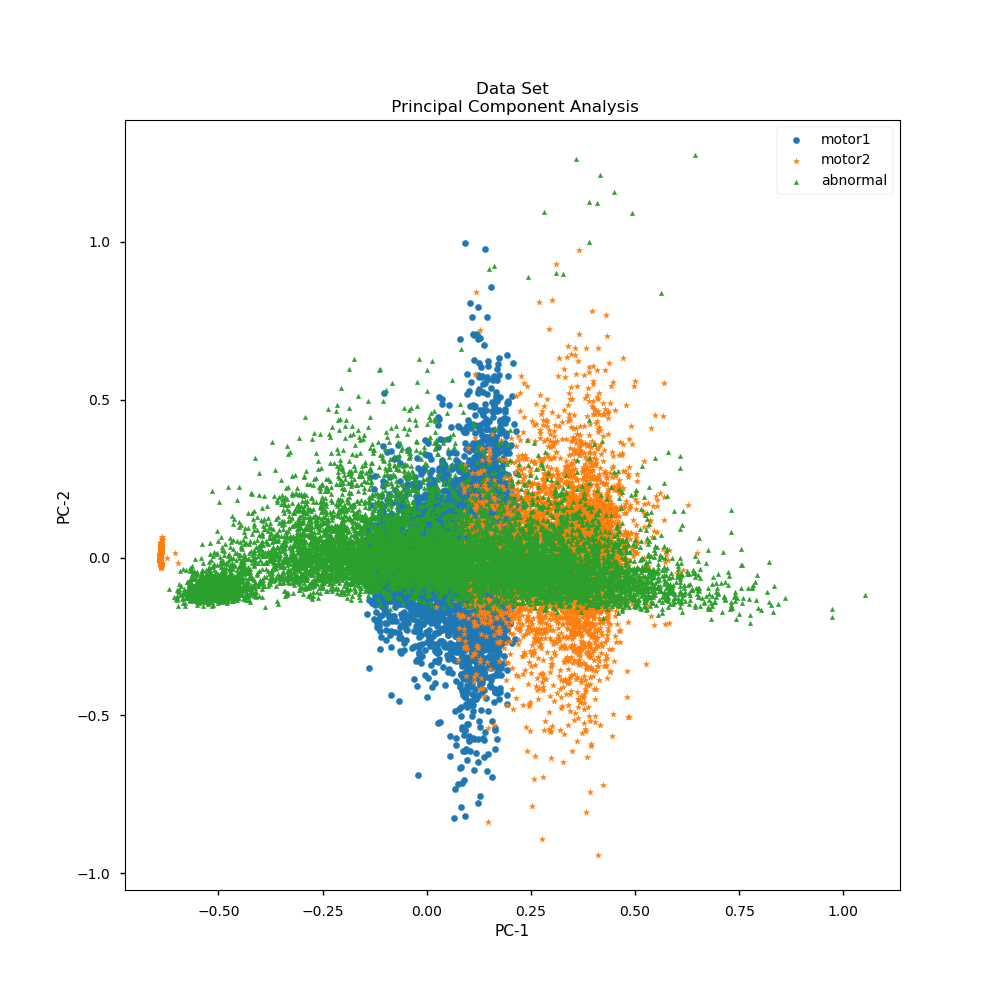 Data Set
Principal Component Analysis
motor1
motor2
abnormal
1.0
0.5
0.0
−0.5
−1.0
PC-2
−0.50
−0.25
0.00
0.25
0.50
0.75
1.00
PC-1